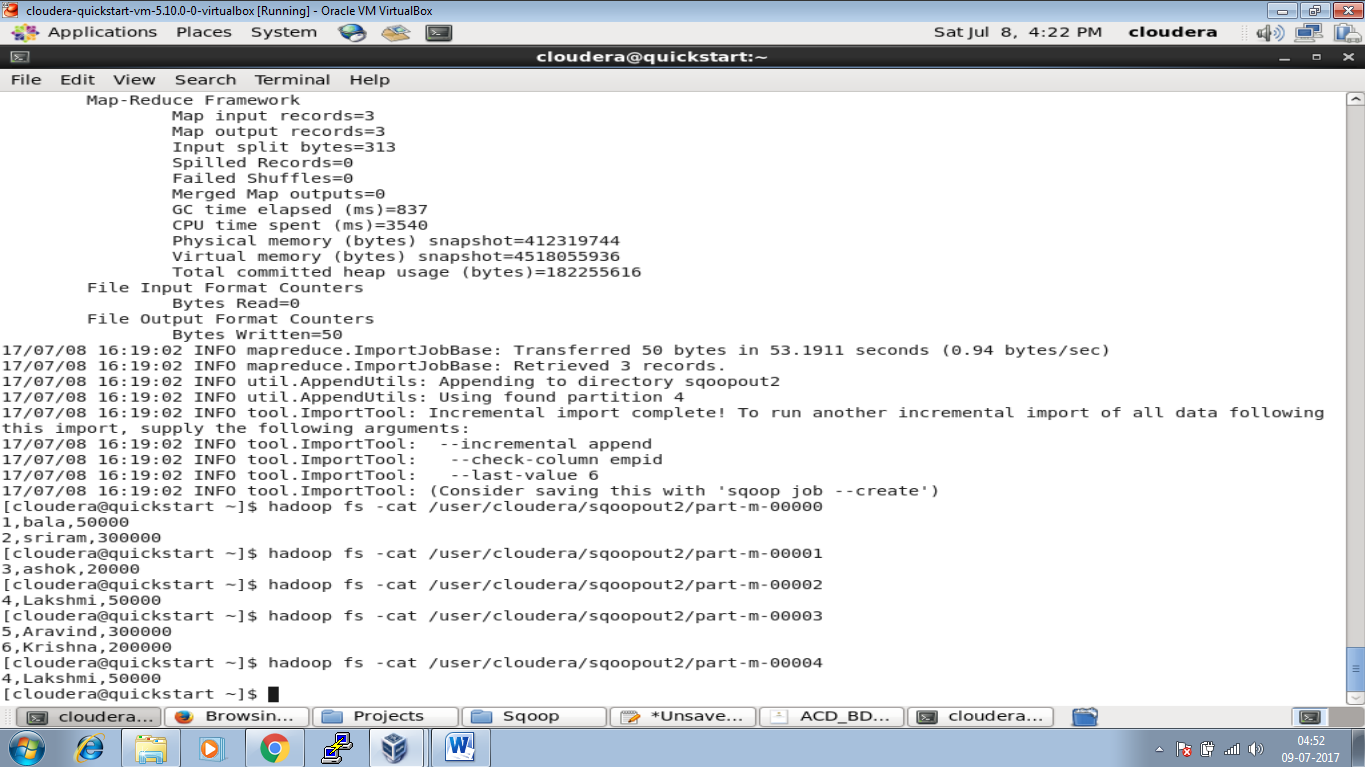 cloudera-quickstart-vm-5.10.0-0-virtualbox [Running] - Oracle VM VirtualBox
Applications Places System Sat Jul 8, 4:22 PM cloudera
cloudera@quickstart:~
File Edit View Search Terminal Help
Map-Reduce Framework
Map input records=3
Map output records=3
Input split bytes=313
Spilled Records=0
Failed Shuffles=0
Merged Map outputs=0
GC time elapsed (ms)=837
CPU time spent (ms)=3540
Physical memory (bytes) snapshot=412319744
Virtual memory (bytes) snapshot=4518055936
Total committed heap usage (bytes)=182255616
File Input Format Counters
Bytes Read=0
File Output Format Counters
Bytes Written=50
17/07/08 16:19:02 INFO mapreduce.ImportJobBase: Transferred 50 bytes in 53.1911 seconds (0.94 bytes/sec)
17/07/08 16:19:02 INFO mapreduce.ImportJobBase: Retrieved 3 records.
17/07/08 16:19:02 INFO util.AppendUtils: Appending to directory sqoopout2
17/07/08 16:19:02 INFO util.AppendUtils: Using found partition 4
17/07/08 16:19:02 INFO tool.ImportTool: Incremental import complete! To run another incremental import of all data following
this import, supply the following arguments:
17/07/08 16:19:02 INFO tool.ImportTool:  --incremental append
17/07/08 16:19:02 INFO tool.ImportTool:   --check-column empid
17/07/08 16:19:02 INFO tool.ImportTool:   --last-value 6
17/07/08 16:19:02 INFO tool.ImportTool: (Consider saving this with 'sqoop job --create')
[cloudera@quickstart ~]$ hadoop fs -cat /user/cloudera/sqoopout2/part-m-00000
1,bala,50000
2,sriram,300000
[cloudera@quickstart ~]$ hadoop fs -cat /user/cloudera/sqoopout2/part-m-00001
3,ashok,20000
[cloudera@quickstart ~]$ hadoop fs -cat /user/cloudera/sqoopout2/part-m-00002
4,Lakshmi,50000
[cloudera@quickstart ~]$ hadoop fs -cat /user/cloudera/sqoopout2/part-m-00003
5,Aravind,300000
6,Krishna,200000
[cloudera@quickstart ~]$ hadoop fs -cat /user/cloudera/sqoopout2/part-m-00004
4,Lakshmi,50000
[cloudera@quickstart ~]$
cloudera... Browsin... Projects Sqoop *Unsave... ACD_BD... cloudera...
04:52
09-07-2017